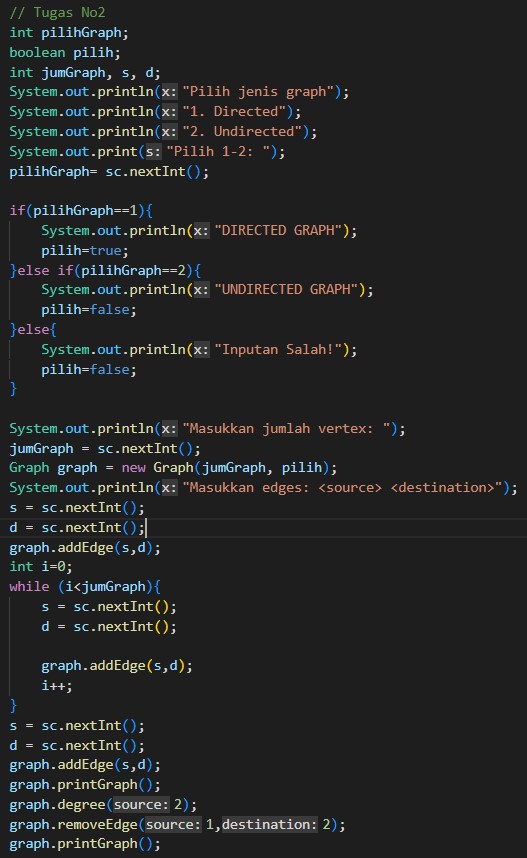 // Tugas No2
int pilihGraph;
boolean pilih;
int jumGraph, s, d;
System.out.println(x: "Pilih jenis graph");
System.out.println(x: "1. Directed");
System.out.println(x: "2. Undirected");
System.out.print(s: "Pilih 1-2: ");
pilihGraph= sc.nextInt();

if(pilihGraph==1){
    System.out.println(x: "DIRECTED GRAPH");
    pilih=true;
}else if(pilihGraph==2){
    System.out.println(x: "UNDIRECTED GRAPH");
    pilih=false;
}else{
    System.out.println(x: "Inputan Salah!");
    pilih=false;
}

System.out.println(x: "Masukkan jumlah vertex: ");
jumGraph = sc.nextInt();
Graph graph = new Graph(jumGraph, pilih);
System.out.println(x: "Masukkan edges: <source> <destination>");
s = sc.nextInt();
d = sc.nextInt();
graph.addEdge(s,d);
int i=0;
while (i<jumGraph){
    s = sc.nextInt();
    d = sc.nextInt();

    graph.addEdge(s,d);
    i++;
}
s = sc.nextInt();
d = sc.nextInt();
graph.addEdge(s,d);
graph.printGraph();
graph.degree(source: 2);
graph.removeEdge(source: 1,destination: 2);
graph.printGraph();